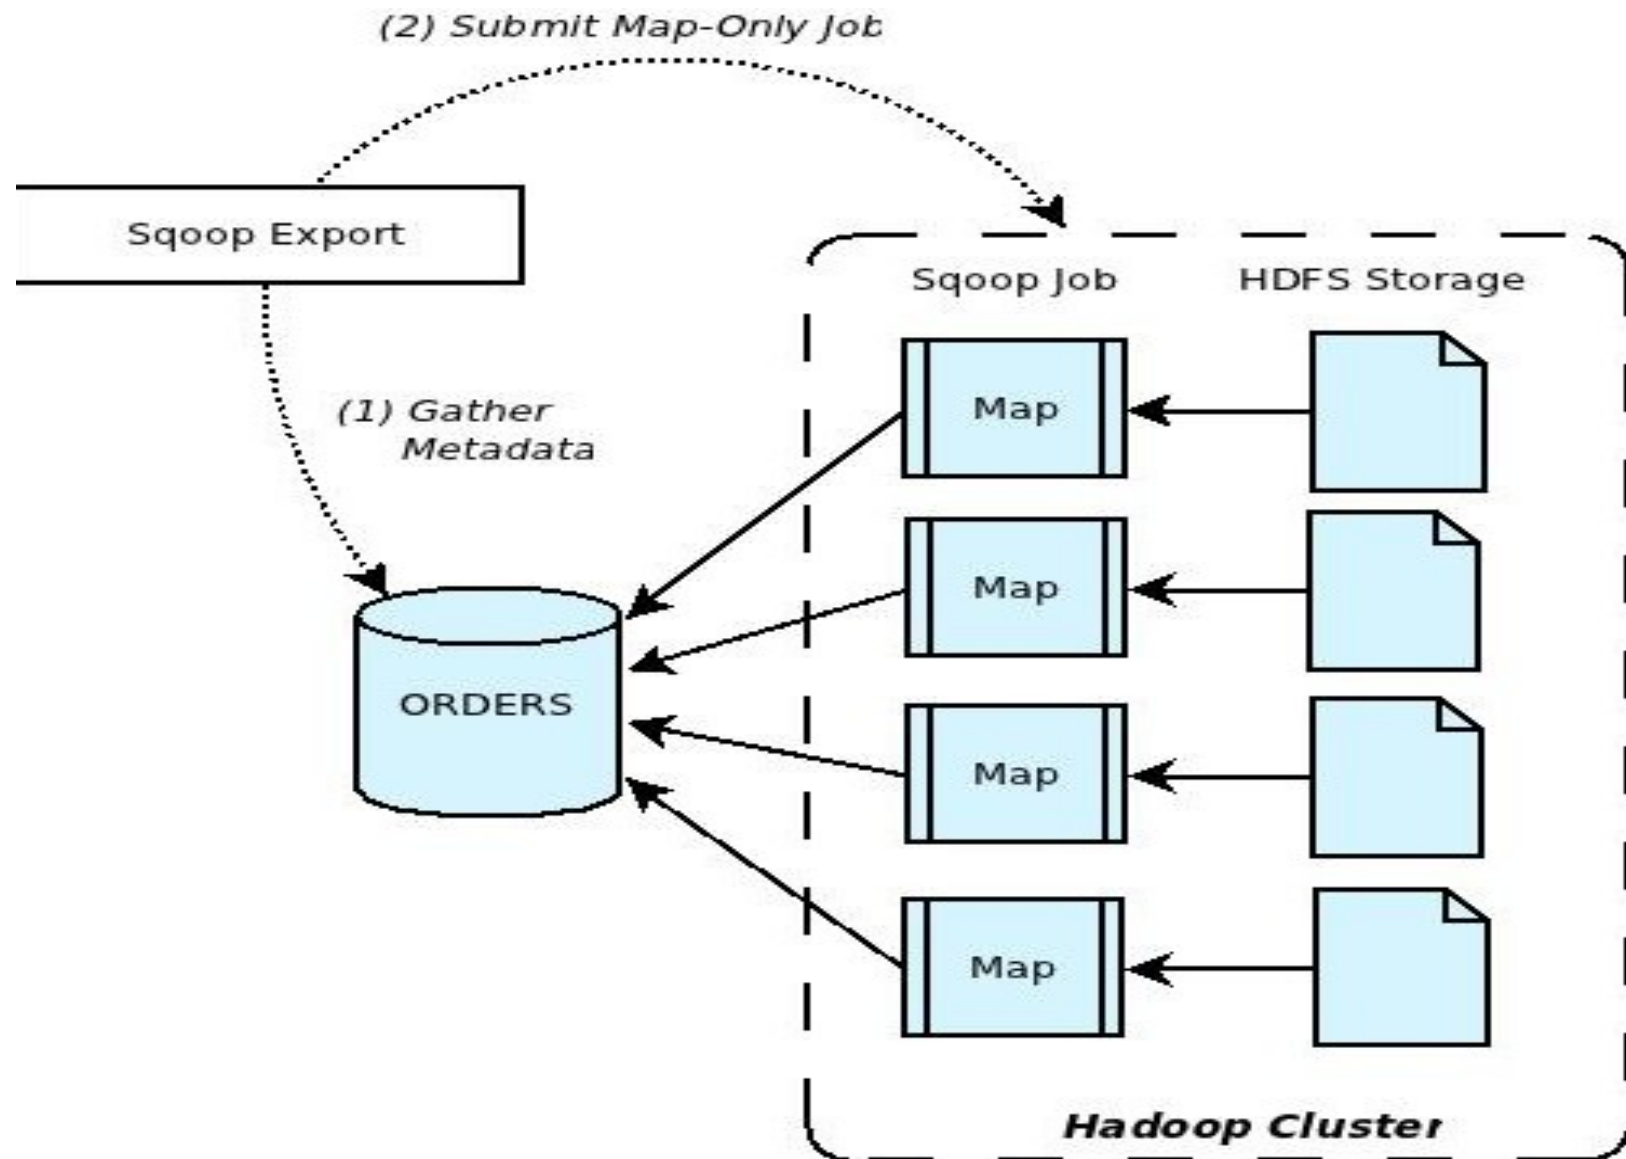 (2) Submit Map-Only Job
Sqoop Export
Sqoop Job
HDFS Storage
(1) Gather
Metadata
Map
Map
ORDERS
Map
Map
Hadoop Cluster